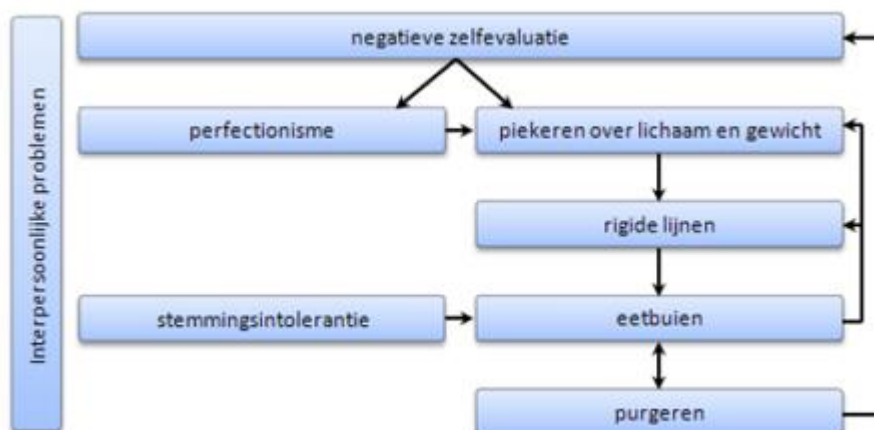 Interpersoonlijke problemen
negatieve zelfevaluatie
perfectionisme
piekeren over lichaam en gewicht
rigide lijnen
stemmingsintolerantie
eetbuien
purgeren